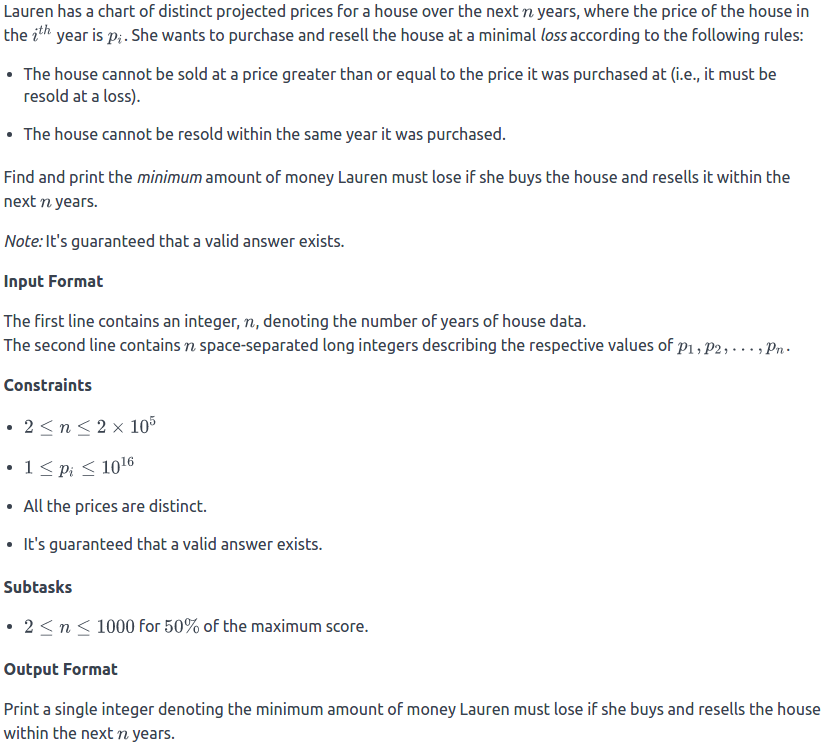 Lauren has a chart of distinct projected prices for a house over the next n years, where the price of the house in
the i^th year is p_i. She wants to purchase and resell the house at a minimal loss according to the following rules:
• The house cannot be sold at a price greater than or equal to the price it was purchased at (i.e., it must be
resold at a loss).
• The house cannot be resold within the same year it was purchased.
Find and print the minimum amount of money Lauren must lose if she buys the house and resells it within the
next n years.
Note: It's guaranteed that a valid answer exists.
Input Format
The first line contains an integer, n, denoting the number of years of house data.
The second line contains n space-separated long integers describing the respective values of p_1, p_2, . . . , p_n.
Constraints
• 2 ≤ n ≤ 2 × 10^5
• 1 ≤ p_i ≤ 10^16
• All the prices are distinct.
• It's guaranteed that a valid answer exists.
Subtasks
• 2 ≤ n ≤ 1000 for 50% of the maximum score.
Output Format
Print a single integer denoting the minimum amount of money Lauren must lose if she buys and resells the house
within the next n years.